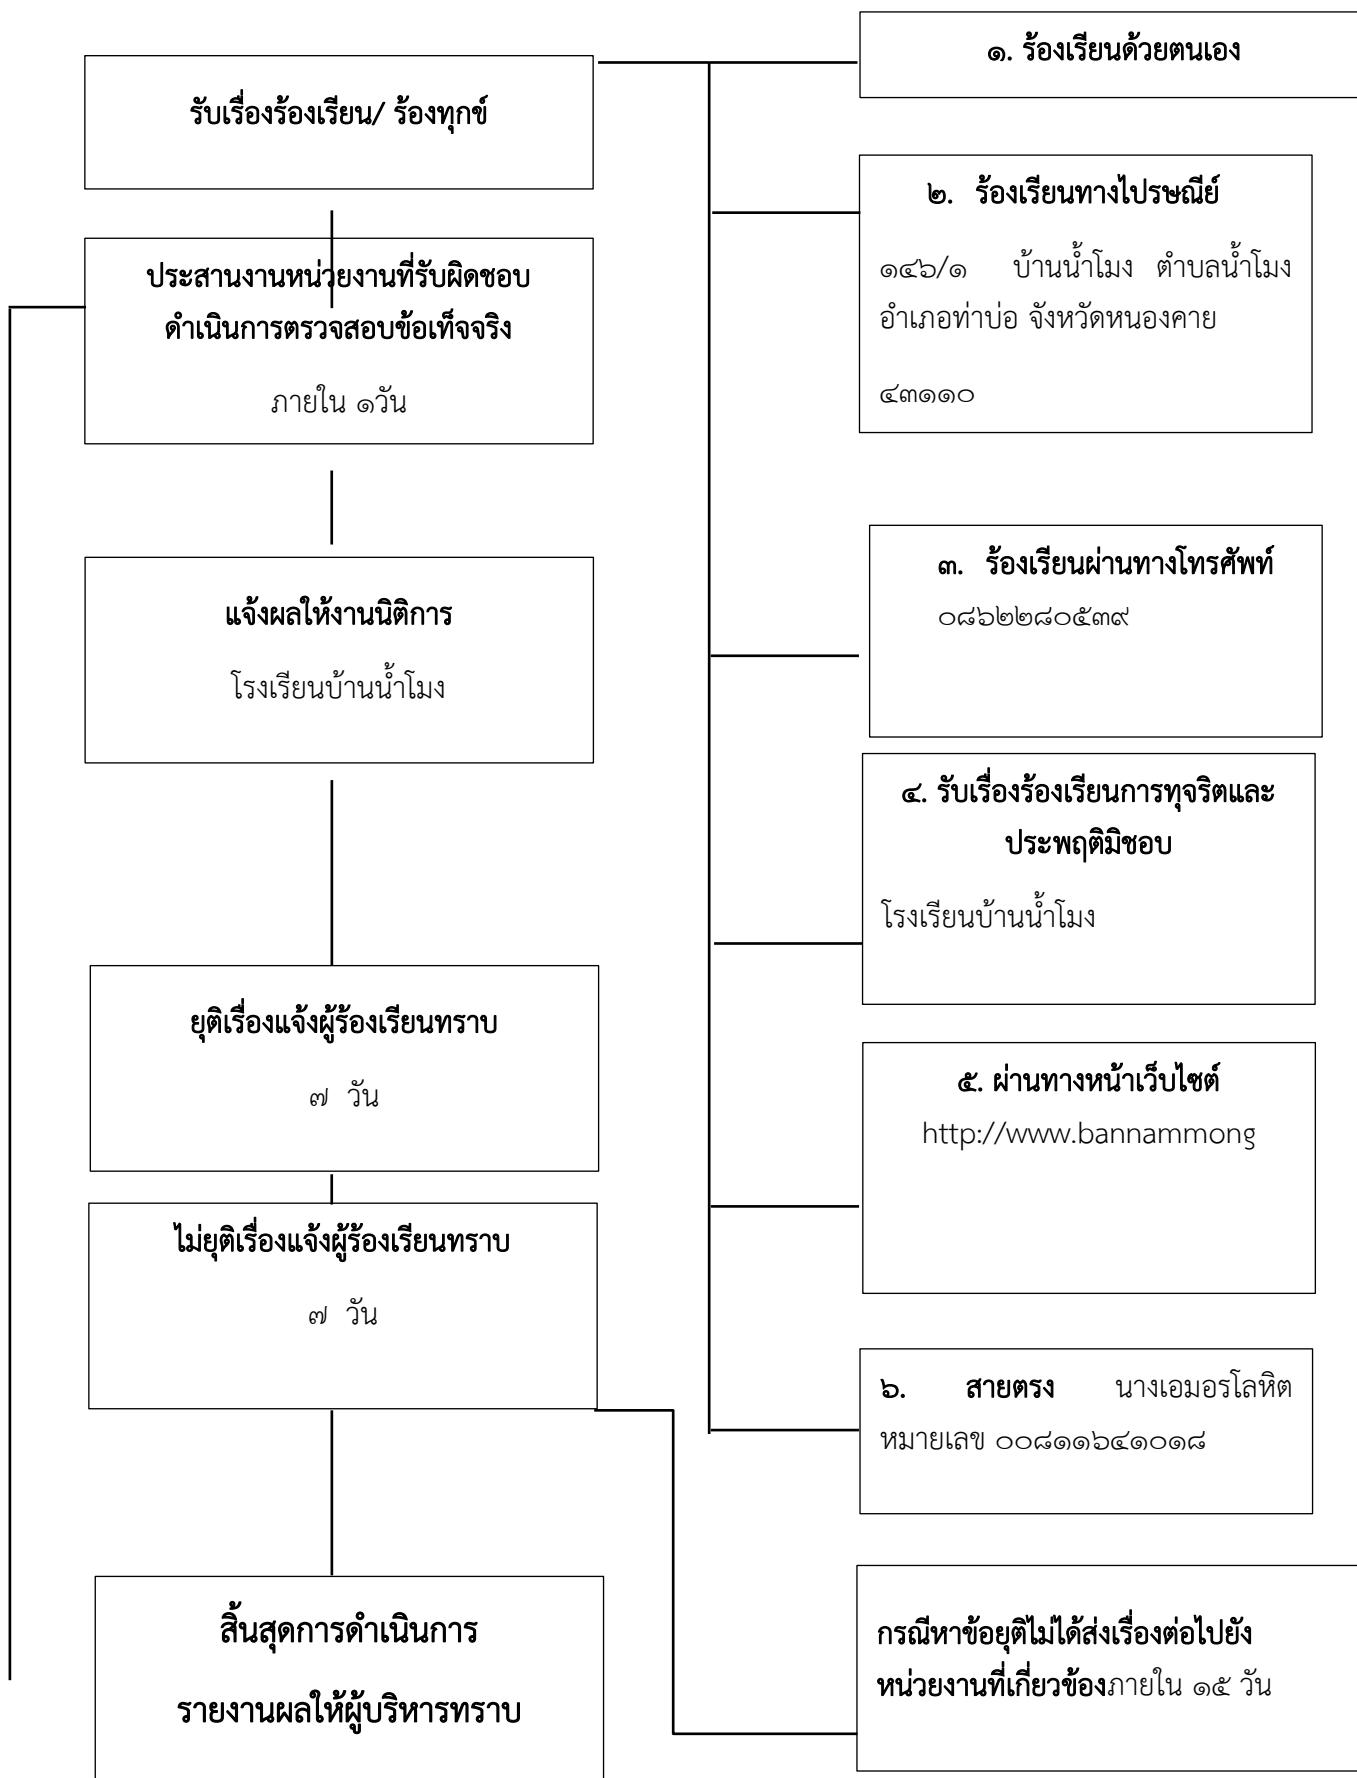 รับเรื่องร้องเรียน/ ร้องทุกข์
ประสานงานหน่วยงานที่รับผิดชอบ
ดำเนินการตรวจสอบข้อเท็จจริง
ภายใน ๑วัน
แจ้งผลให้งานนิติการ
โรงเรียนบ้านน้ำโมง
ยุติเรื่องแจ้งผู้ร้องเรียนทราบ
๗ วัน
ไม่ยุติเรื่องแจ้งผู้ร้องเรียนทราบ
๗ วัน
สิ้นสุดการดำเนินการ
รายงานผลให้ผู้บริหารทราบ
๑. ร้องเรียนด้วยตนเอง
๒. ร้องเรียนทางไปรษณีย์
๑๔๖/๑ บ้านน้ำโมง ตำบลน้ำโมง
อำเภอท่าบ่อ จังหวัดหนองคาย
๔๓๑๑๐
๓. ร้องเรียนผ่านทางโทรศัพท์
๐๘๖๒๒๘๐๕๓๙
๔. รับเรื่องร้องเรียนการทุจริตและ
ประพฤติมิชอบ
โรงเรียนบ้านน้ำโมง
๕. ผ่านทางหน้าเว็บไซต์
http://www.bannammong
๖. สายตรง นางเอมอรโลหิต
หมายเลข ๐๐๘๑๑๖๔๑๐๑๘
กรณีหาข้อยุติไม่ได้ส่งเรื่องต่อไปยัง
หน่วยงานที่เกี่ยวข้องภายใน ๑๕ วัน